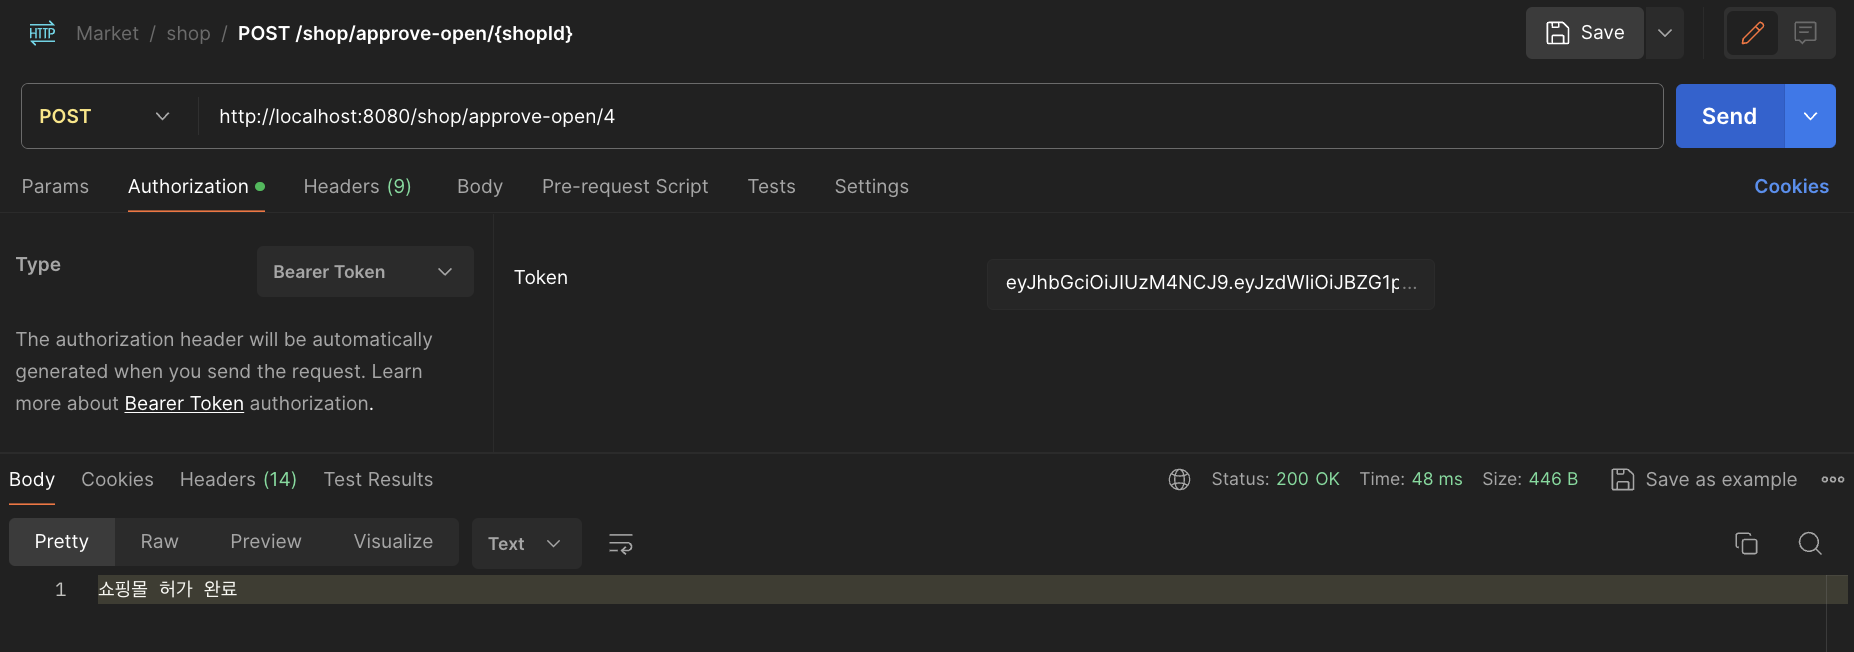 HTTP Market / shop / POST /shop/approve-open/{shopId} Save
POST http://localhost:8080/shop/approve-open/4 Send
Params Authorization Headers (9) Body Pre-request Script Tests Settings Cookies
Type Bearer Token
Token eyJhbGciOiJIUzM4NCJ9.eyJzdWIiOiJBZG1p...
The authorization header will be automatically
generated when you send the request. Learn
more about Bearer Token authorization.
Body Cookies Headers (14) Test Results Status: 200 OK Time: 48 ms Size: 446 B Save as example
Pretty Raw Preview Visualize Text
1 쇼핑몰 허가 완료